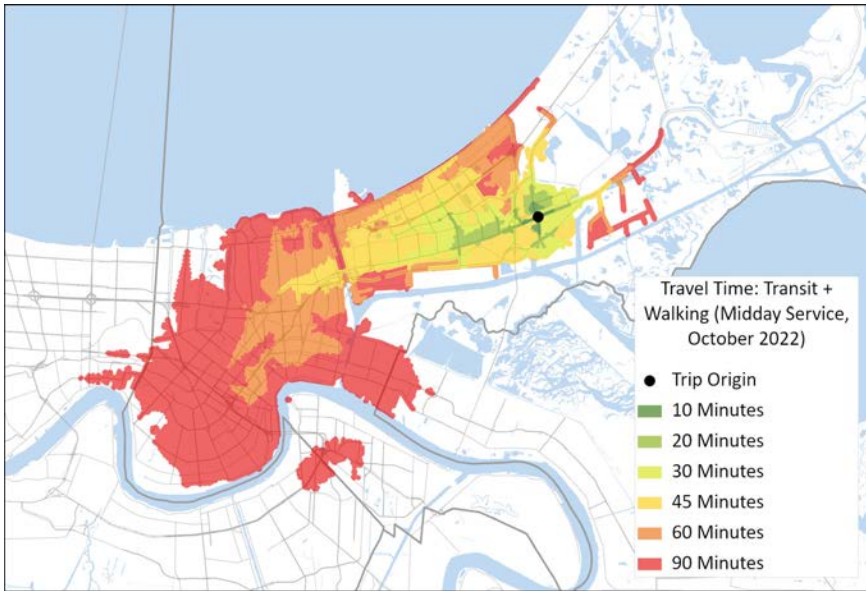 Travel Time: Transit +
Walking (Midday Service,
October 2022)
Trip Origin
10 Minutes
20 Minutes
30 Minutes
45 Minutes
60 Minutes
90 Minutes